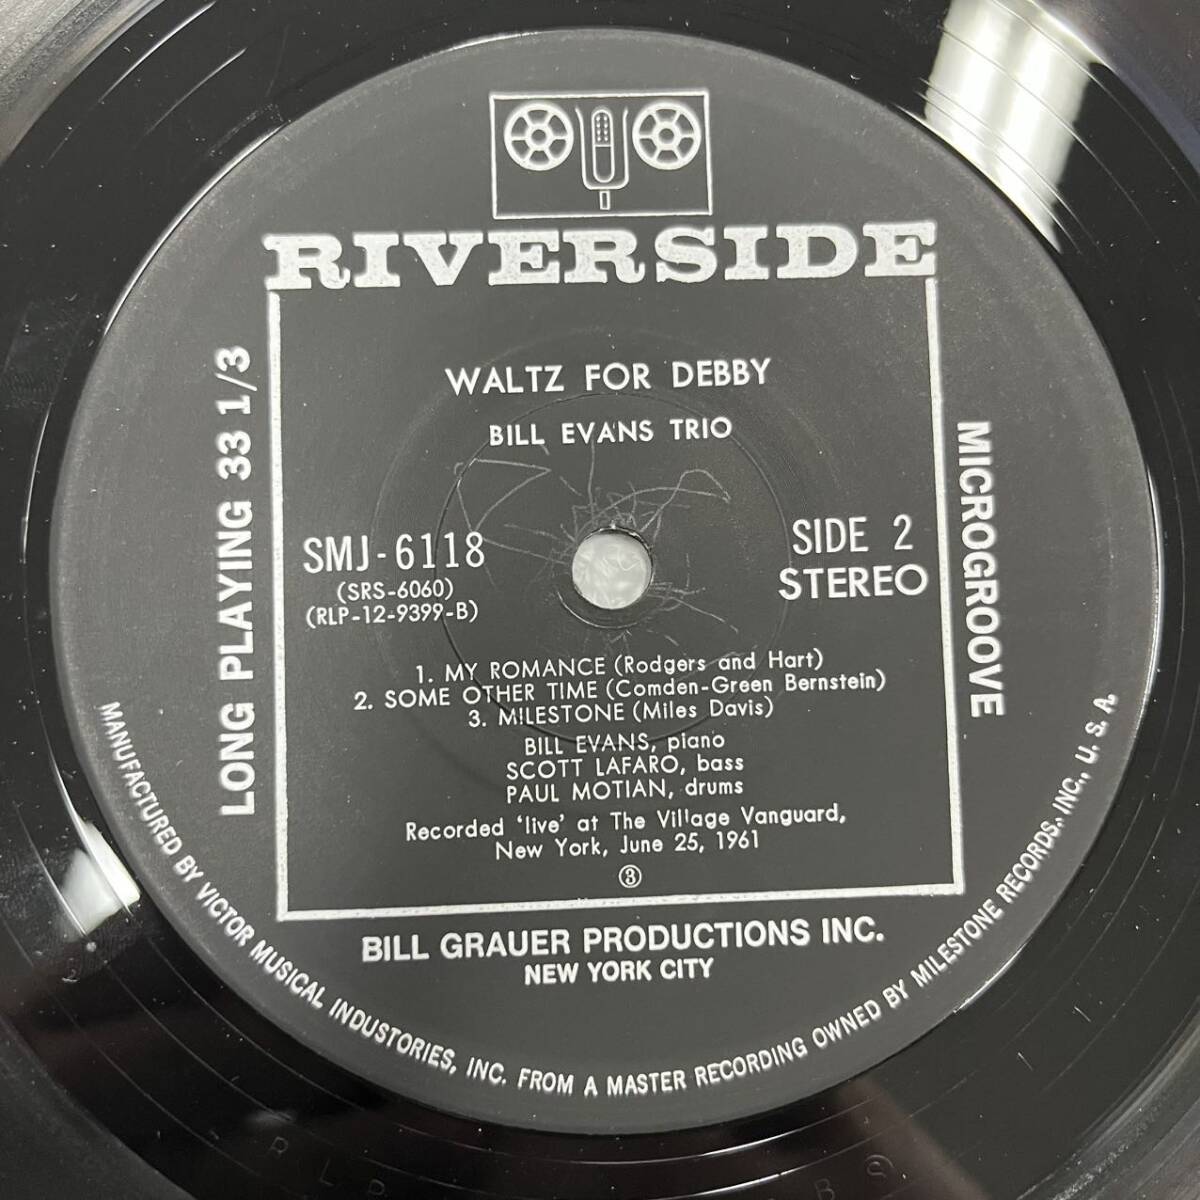 RIVERSIDE
WALTZ FOR DEBBY
BILL EVANS TRIO
SMJ-6118
(SRS-6060)
(RLP-12-9399-B)
SIDE 2
STEREO
1. MY ROMANCE (Rodgers and Hart)
2. SOME OTHER TIME (Comden-Green Bernstein)
3. MILESTONE (Miles Davis)
BILL EVANS, piano
SCOTT LAFARO, bass
PAUL MOTIAN, drums
Recorded 'live' at The Village Vanguard,
New York, June 25, 1961
③
LONG PLAYING 33 1/3
MICROGROOVE
BILL GRAUER PRODUCTIONS INC.
NEW YORK CITY
MANUFACTURED BY VICTOR MUSICAL INDUSTORIES, INC. FROM A MASTER RECORDING OWNED BY MILESTONE RECORDS., INC., U. S. A.